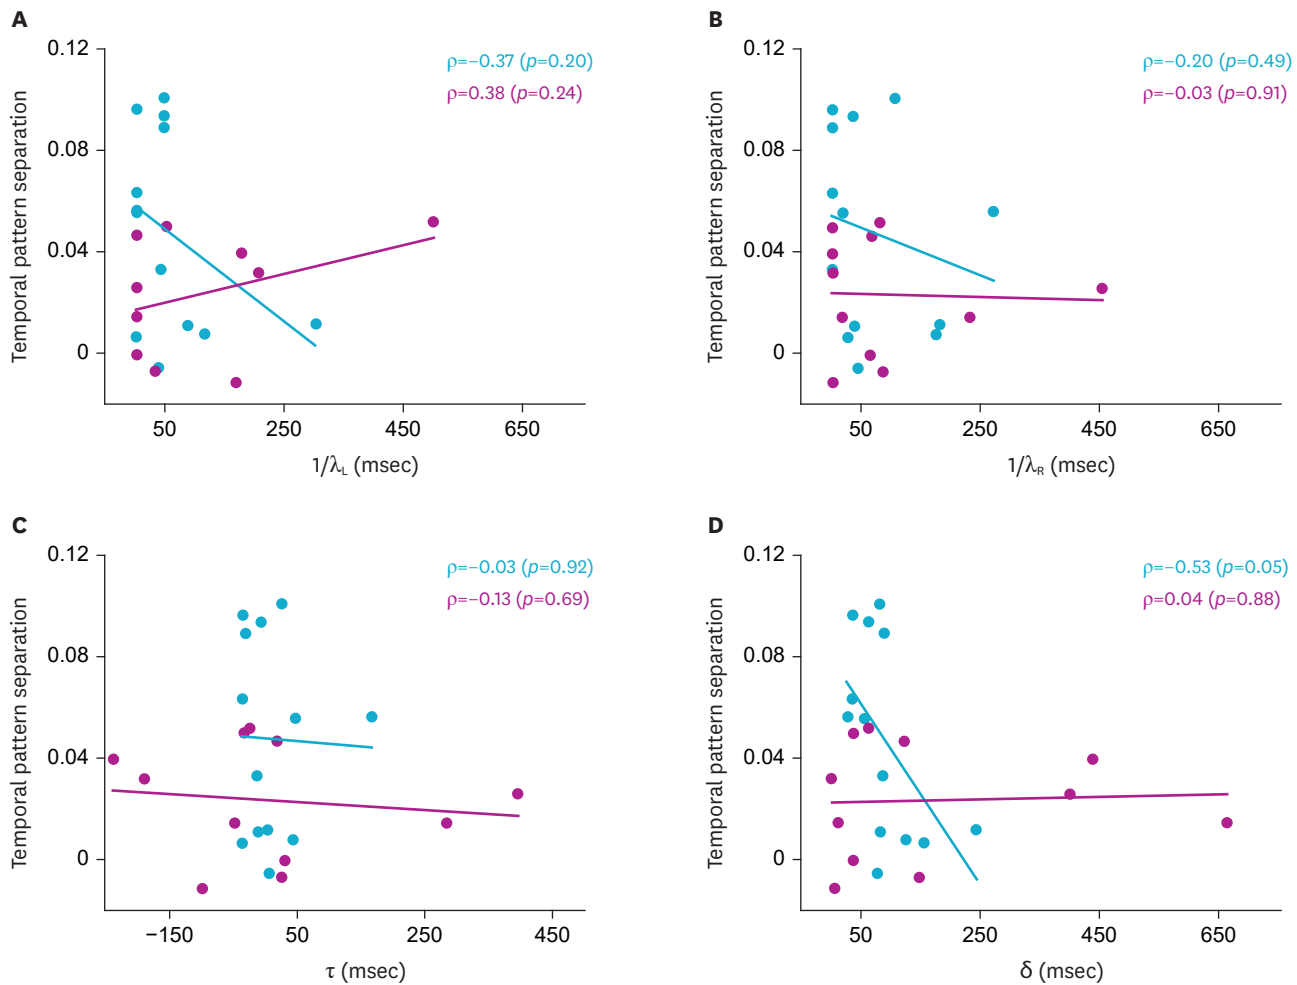 A
Temporal pattern separation
0.12
0.08
0.04
0
50 250 450 650
1/λL (msec)
ρ=−0.37 (p=0.20)
ρ=0.38 (p=0.24)
B
Temporal pattern separation
0.12
0.08
0.04
0
50 250 450 650
1/λR (msec)
ρ=−0.20 (p=0.49)
ρ=−0.03 (p=0.91)
C
Temporal pattern separation
0.12
0.08
0.04
0
−150 50 250 450
τ (msec)
ρ=−0.03 (p=0.92)
ρ=−0.13 (p=0.69)
D
Temporal pattern separation
0.12
0.08
0.04
0
50 250 450 650
δ (msec)
ρ=−0.53 (p=0.05)
ρ=0.04 (p=0.88)